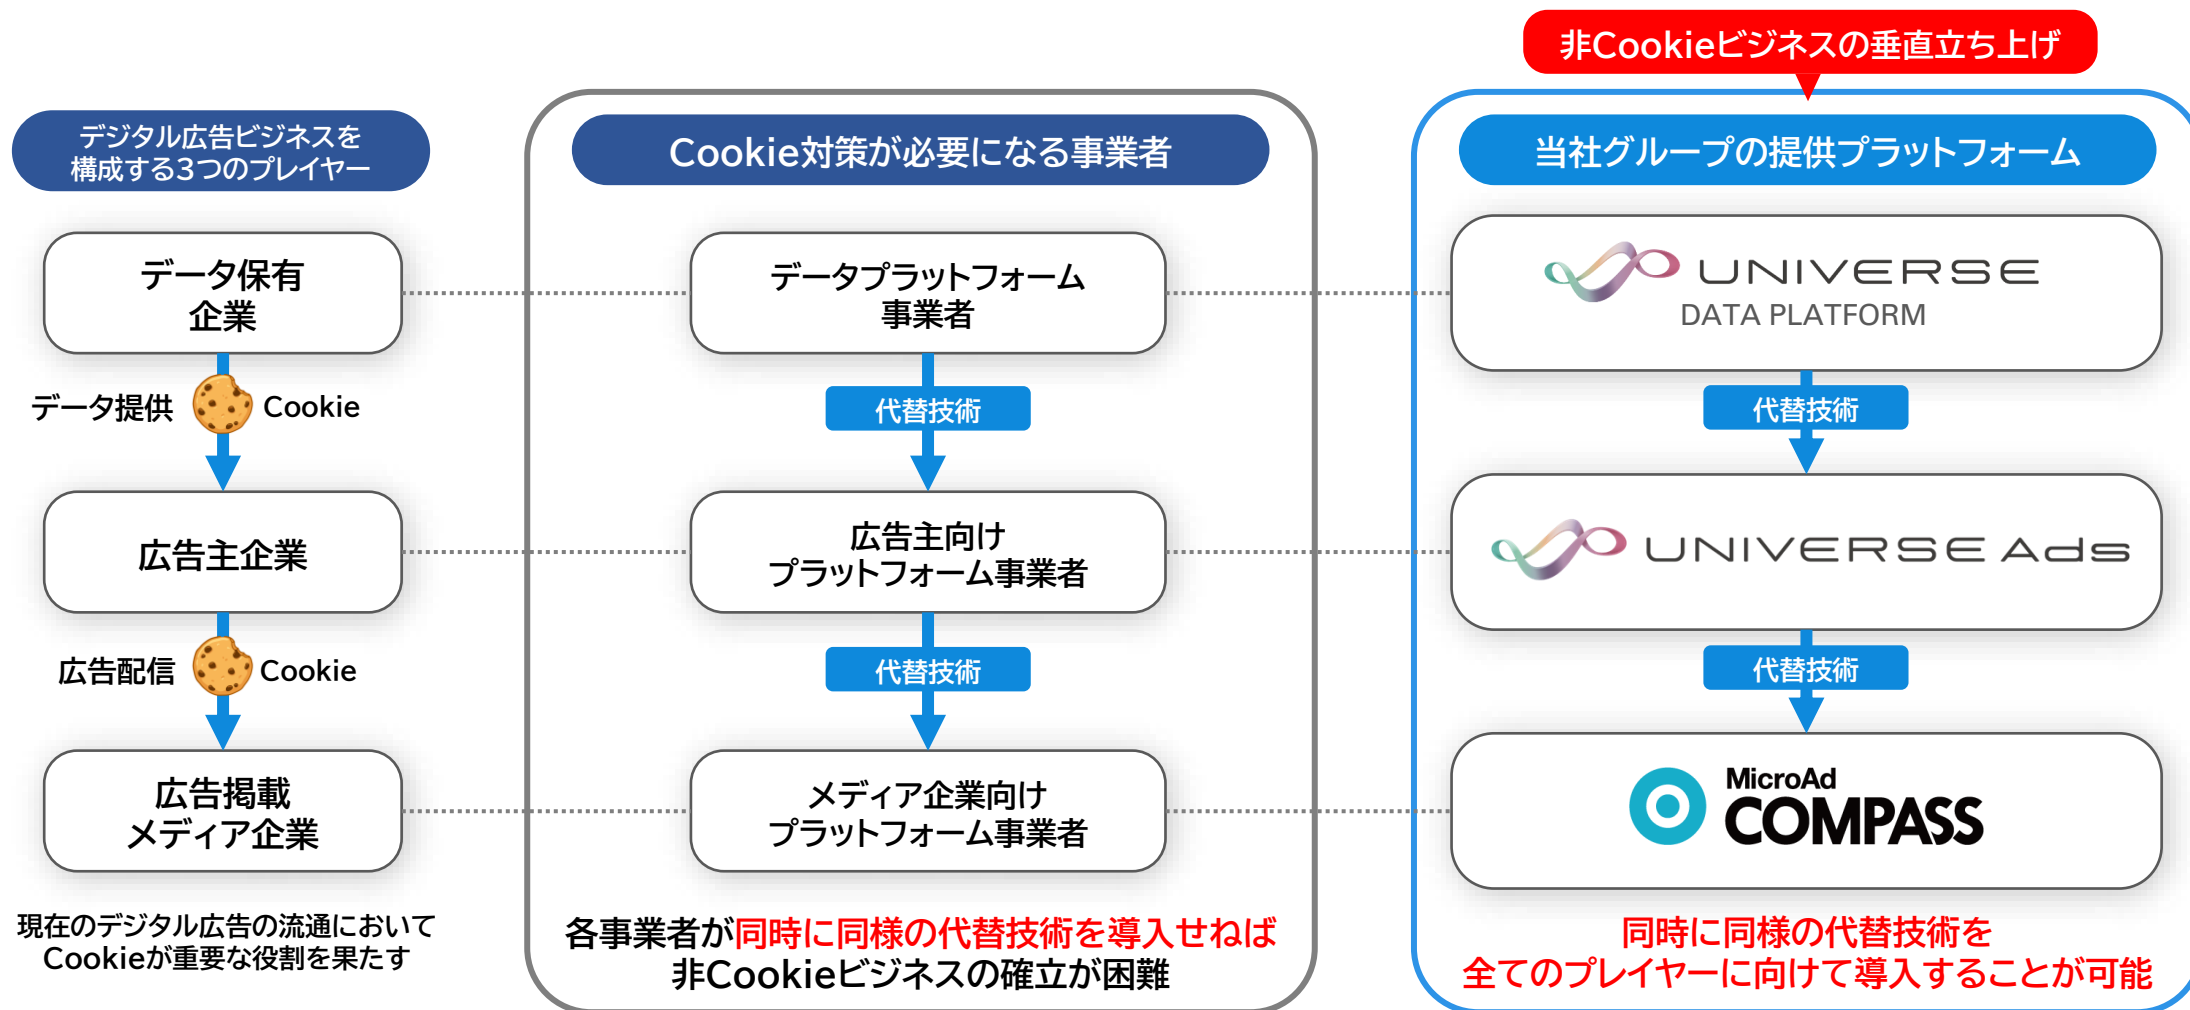 非Cookieビジネスの垂直立ち上げ
デジタル広告ビジネスを
構成する3つのプレイヤー
データ保有
企業
データ提供
Cookie
広告主企業
広告配信
Cookie
広告掲載
メディア企業
現在のデジタル広告の流通において
Cookieが重要な役割を果たす
Cookie対策が必要になる事業者
データプラットフォーム
事業者
代替技術
広告主向け
プラットフォーム事業者
代替技術
メディア企業向け
プラットフォーム事業者
各事業者が同時に同様の代替技術を導入せねば
非Cookieビジネスの確立が困難
当社グループの提供プラットフォーム
UNIVERSE
DATA PLATFORM
代替技術
UNIVERSE Ads
代替技術
MicroAd
COMPASS
同時に同様の代替技術を
全てのプレイヤーに向けて導入することが可能